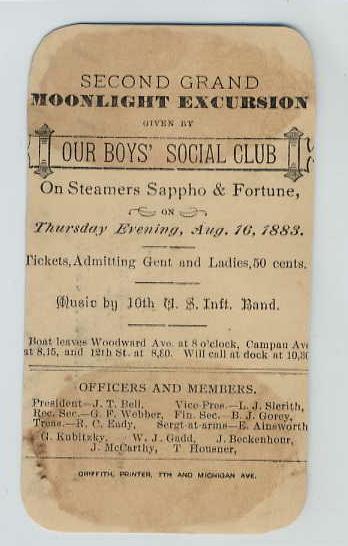 SECOND GRAND
MOONLIGHT EXCURSION
GIVEN BY
OUR BOYS' SOCIAL CLUB
On Steamers Sappho & Fortune,
ON
Thursday Evening, Aug. 16, 1883.
Tickets, Admitting Gent and Ladies, 50 cents.
Music by 10th U. S. Inft. Band.
Boat leaves Woodward Ave. at 8 o'clock, Campau Ave
at 8,15, and 12th St. at 8,30. Will call at dock at 10,30
OFFICERS AND MEMBERS.
President—J. T. Bell, Vice-Pres.—L. J. Slerith,
Rec. Sec.—G. F. Webber, Fin. Sec.—B. J. Gorey,
Treas.—R. C. Eady, Sergt-at-arms—E. Ainsworth
G. Kubitzky, W. J. Gadd, J. Beckenhour,
J. McCarthy, T Housner,
GRIFFITH, PRINTER, 7TH AND MICHIGAN AVE.